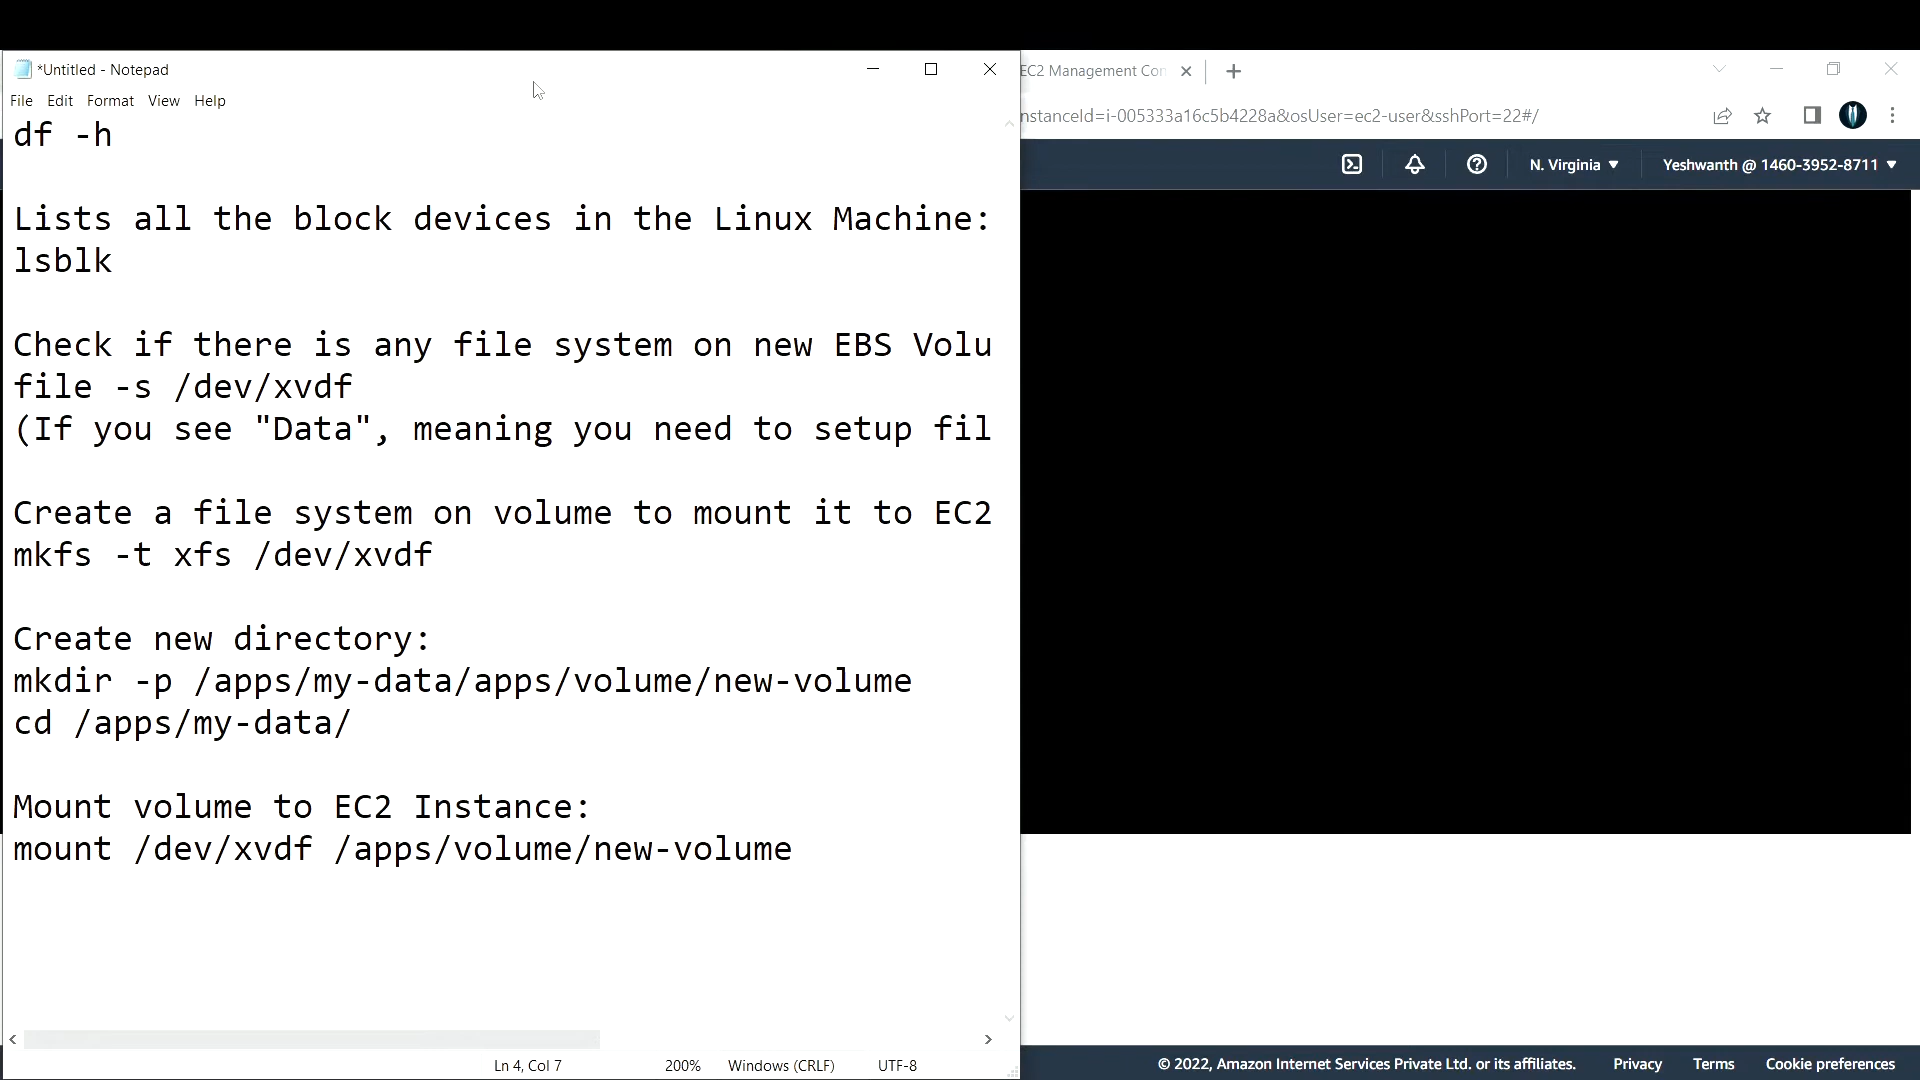 *Untitled - Notepad
File Edit Format View Help
df -h
Lists all the block devices in the Linux Machine:
lsblk
Check if there is any file system on new EBS Volu
file -s /dev/xvdf
(If you see "Data", meaning you need to setup fil
Create a file system on volume to mount it to EC2
mkfs -t xfs /dev/xvdf
Create new directory:
mkdir -p /apps/my-data/apps/volume/new-volume
cd /apps/my-data/
Mount volume to EC2 Instance:
mount /dev/xvdf /apps/volume/new-volume
Ln 4, Col 7 200% Windows (CRLF) UTF-8
EC2 Management Con
nstanceId=i-005333a16c5b4228a&osUser=ec2-user&sshPort=22#/
N. Virginia Yeshwanth @ 1460-3952-8711
© 2022, Amazon Internet Services Private Ltd. or its affiliates. Privacy Terms Cookie preferences